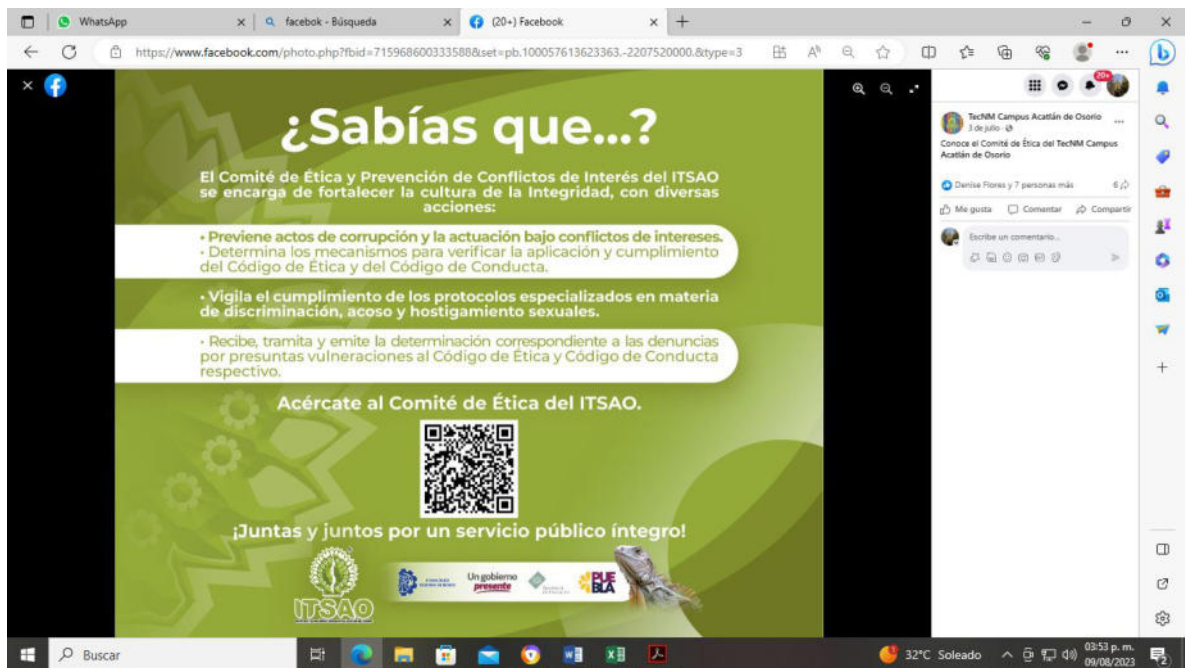 WhatsApp
facebok - Búsqueda
(20+) Facebook
https://www.facebook.com/photo.php?fbid=715968600333588&set=pb.100057613623363.-2207520000.&type=3
20+
¿Sabías que...?
El Comité de Ética y Prevención de Conflictos de Interés del ITSAO
se encarga de fortalecer la cultura de la Integridad, con diversas
acciones:
• Previene actos de corrupción y la actuación bajo conflictos de intereses.
• Determina los mecanismos para verificar la aplicación y cumplimiento
del Código de Ética y del Código de Conducta.
• Vigila el cumplimiento de los protocolos especializados en materia
de discriminación, acoso y hostigamiento sexuales.
• Recibe, tramita y emite la determinación correspondiente a las denuncias
por presuntas vulneraciones al Código de Ética y Código de Conducta
respectivo.
Acércate al Comité de Ética del ITSAO.
¡Juntas y juntos por un servicio público íntegro!
ITSAO
Un gobierno
presente
PUE
BLA
TecNM Campus Acatlán de Osorio
3 de julio
Conoce el Comité de Ética del TecNM Campus
Acatlán de Osorio
Denise Flores y 7 personas más 6
Me gusta Comentar Compartir
Escribe un comentario...
Buscar
32°C Soleado
03:53 p. m.
09/08/2023
2